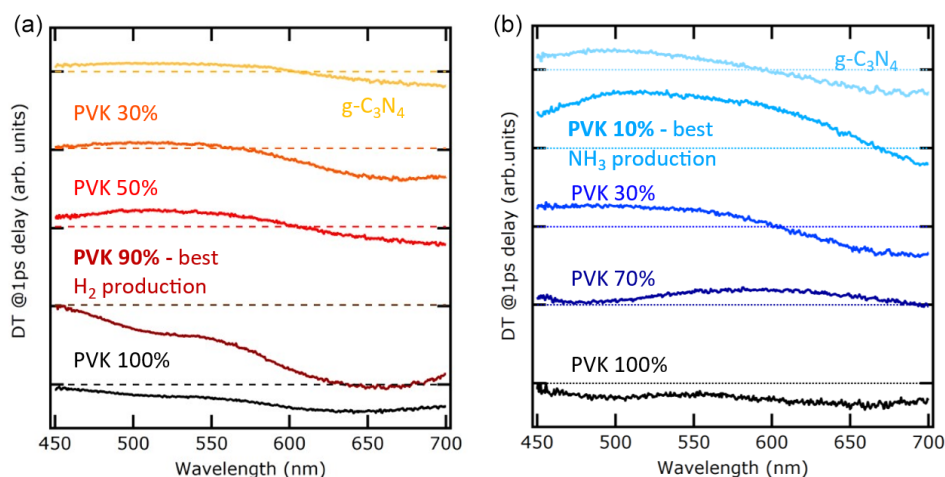 (a)
DT @1ps delay (arb. units)
g-C3N4
PVK 30%
PVK 50%
PVK 90% - best
H2 production
PVK 100%
450 500 550 600 650 700
Wavelength (nm)
(b)
DT @1ps delay (arb.units)
g-C3N4
PVK 10% - best
NH3 production
PVK 30%
PVK 70%
PVK 100%
450 500 550 600 650 700
Wavelength (nm)